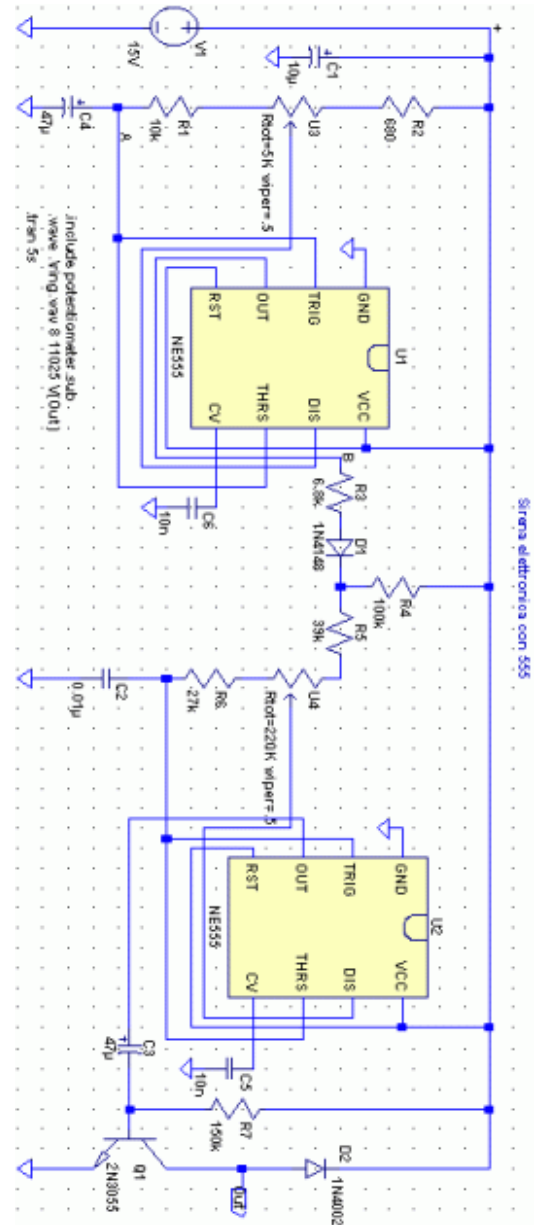 Sirena elettronica con 555
+
V1
15V
C1
10µ
R2
680
U3
Rtot=5K wiper=.5
R1
10k
A
C4
47µ
.include potentiometer.sub
.wave .\ring.wav 8 11025 V(Out)
.tran 5s
U1
GND
TRIG
OUT
RST
VCC
DIS
THRS
CV
NE555
C6
10n
B
R3
6.8k
D1
1N4148
R4
100k
R5
39k
U4
Rtot=220K wiper=.5
R6
27k
C2
0.01µ
U2
GND
TRIG
OUT
RST
VCC
DIS
THRS
CV
NE555
C5
10n
C3
47µ
R7
150k
D2
1N4002
Q1
2N3055
Out